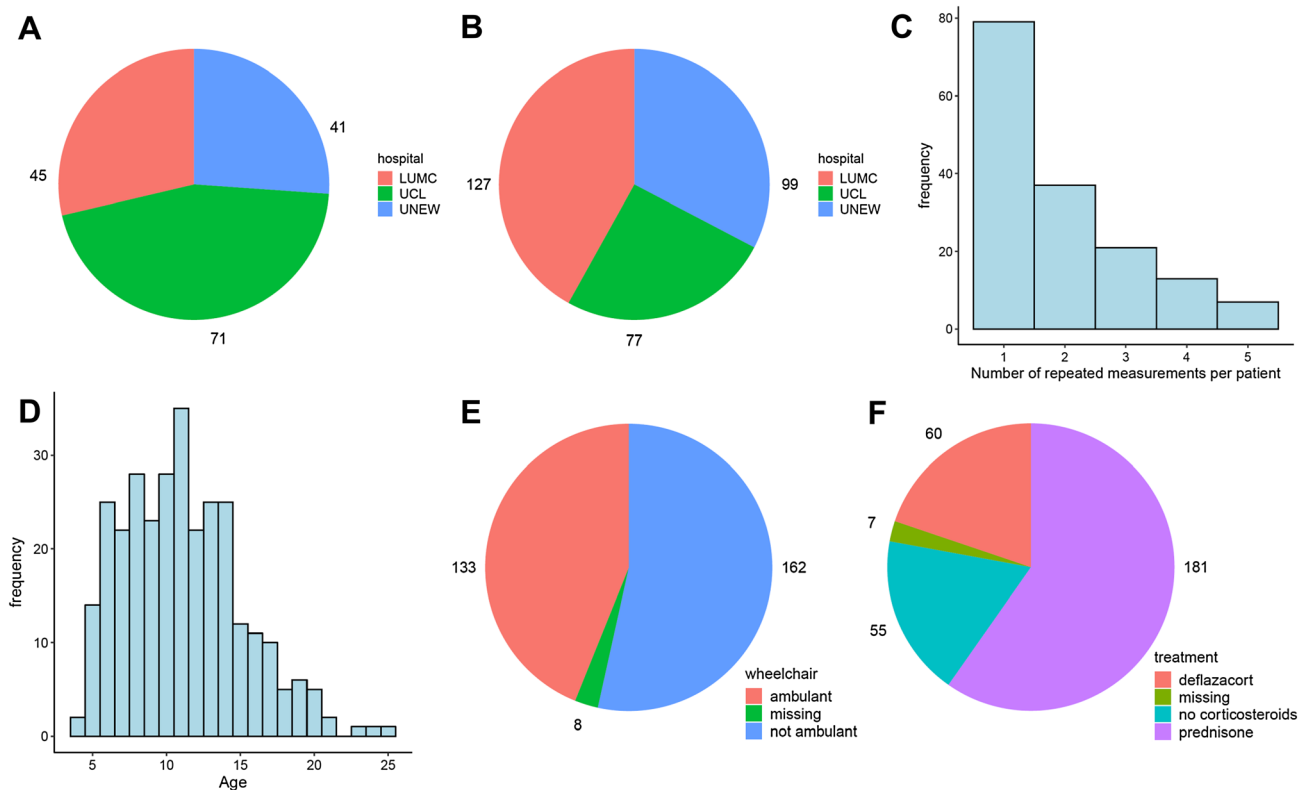 A
45
41
71
hospital
LUMC
UCL
UNEW
B
127
99
77
hospital
LUMC
UCL
UNEW
C
frequency
80
60
40
20
0
1 2 3 4 5
Number of repeated measurements per patient
D
frequency
30
20
10
0
5 10 15 20 25
Age
E
133
162
8
wheelchair
ambulant
missing
not ambulant
F
60
7
55
181
treatment
deflazacort
missing
no corticosteroids
prednisone